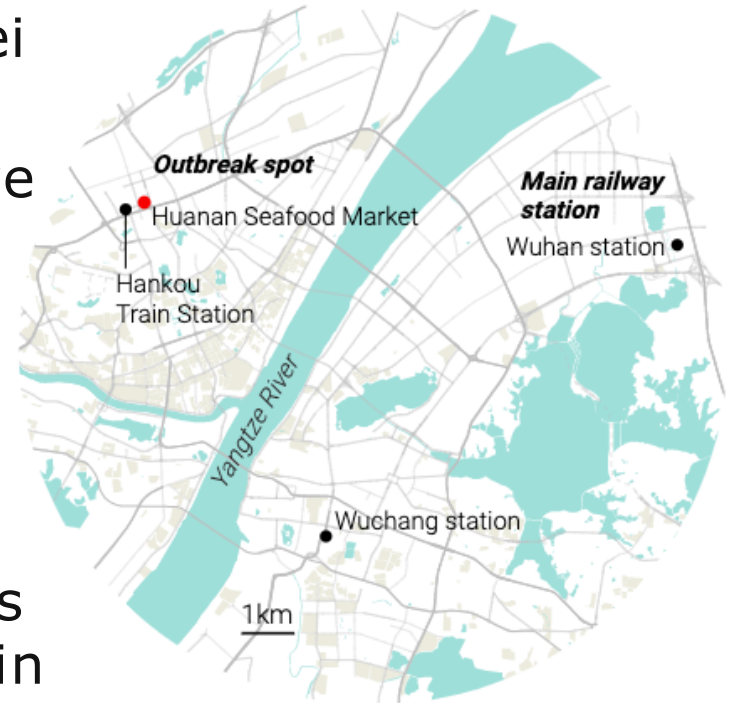 ei
e
Outbreak spot
Huanan Seafood Market
Hankou
Train Station
Main railway
station
Wuhan station
Yangtze River
Wuchang station
1km
s
in